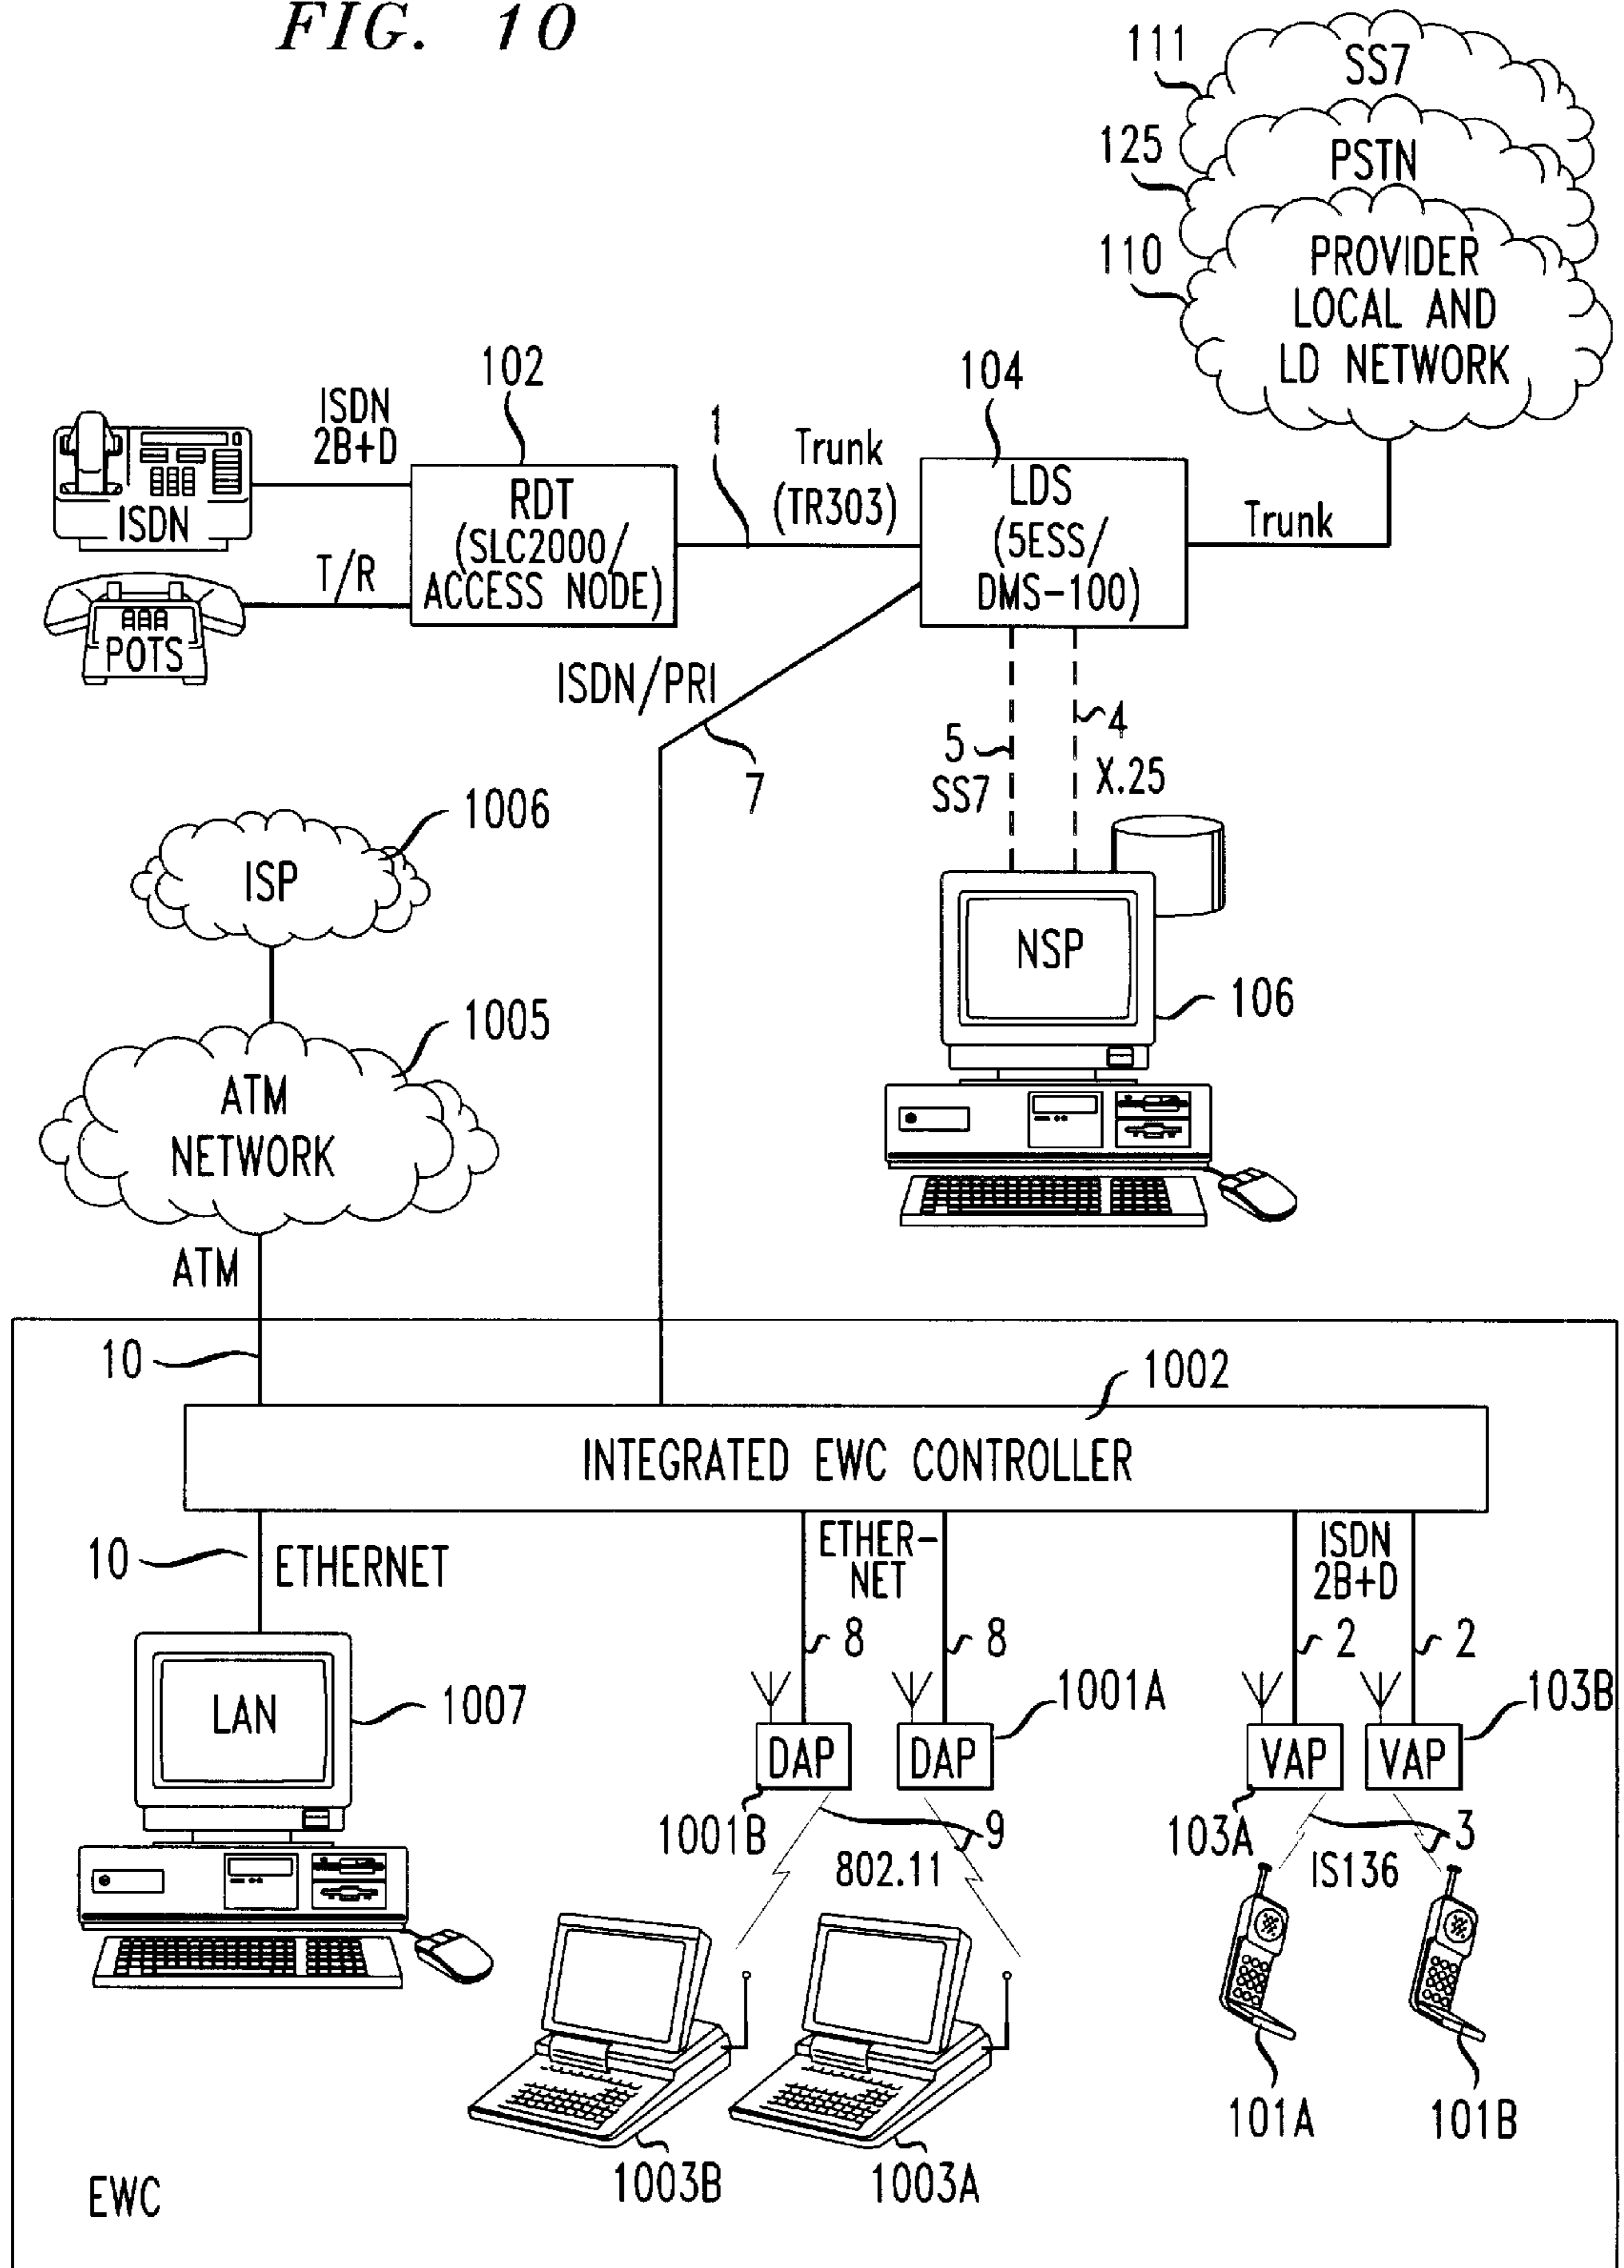 FIG. 10
111
SS7
125
PSTN
110
PROVIDER
LOCAL AND
LD NETWORK
102
104
ISDN
2B+D
1
Trunk
(TR303)
ISDN
RDT
(SLC2000/
ACCESS NODE)
LDS
(5ESS/
DMS-100)
Trunk
T/R
POTS
ISDN/PRI
7
5
SS7
4
X.25
1006
ISP
NSP
106
1005
ATM
NETWORK
ATM
10
1002
INTEGRATED EWC CONTROLLER
10
ETHERNET
ETHER-
NET
ISDN
2B+D
8
8
2
2
LAN
1007
1001A
103B
DAP
DAP
VAP
VAP
1001B
9
802.11
103A
3
IS136
101A
101B
1003B
1003A
EWC